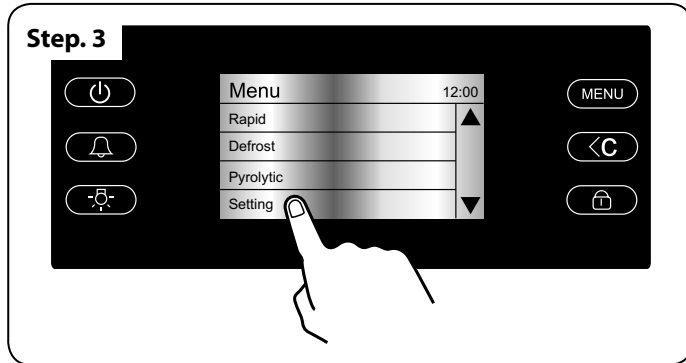 Step. 3
Menu 12:00
MENU
Rapid
Defrost
<C
Pyrolytic
Setting